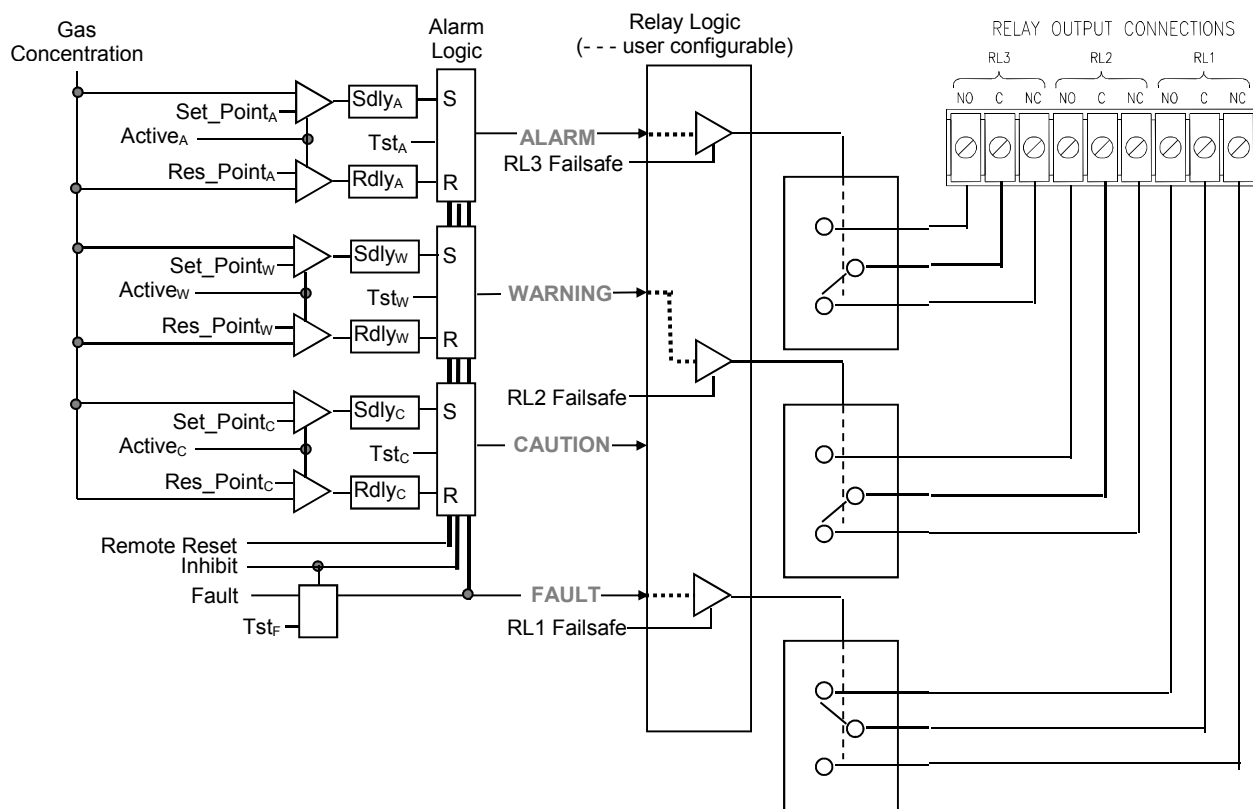 Gas
Concentration
Alarm
Logic
Relay Logic
(- - - user configurable)
RELAY OUTPUT CONNECTIONS
RL3 RL2 RL1
NO C NC NO C NC NO C NC
Set_PointA
SdlyA
S
ActiveA
TstA
ALARM
RL3 Failsafe
Res_PointA
RdlyA
R
Set_PointW
SdlyW
S
ActiveW
TstW
WARNING
Res_PointW
RdlyW
R
RL2 Failsafe
Set_PointC
SdlyC
S
ActiveC
TstC
CAUTION
Res_PointC
RdlyC
R
Remote Reset
Inhibit
Fault
FAULT
TstF
RL1 Failsafe